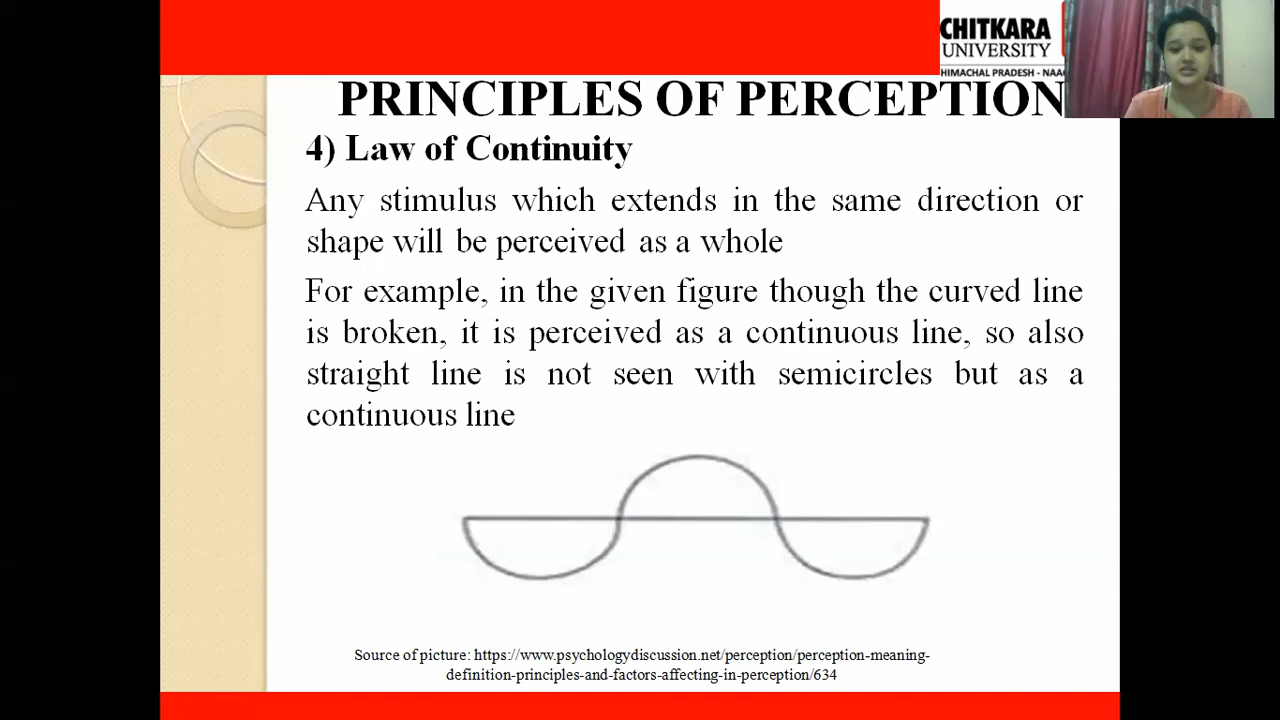 CHITKARA
UNIVERSITY
HIMACHAL PRADESH -
PRINCIPLES OF PERCEPTION
4) Law of Continuity
Any stimulus which extends in the same direction or
shape will be perceived as a whole
For example, in the given figure though the curved line
is broken, it is perceived as a continuous line, so also
straight line is not seen with semicircles but as a
continuous line
Source of picture: https://www.psychologydiscussion.net/perception/perception-meaning-
definition-principles-and-factors-affecting-in-perception/634